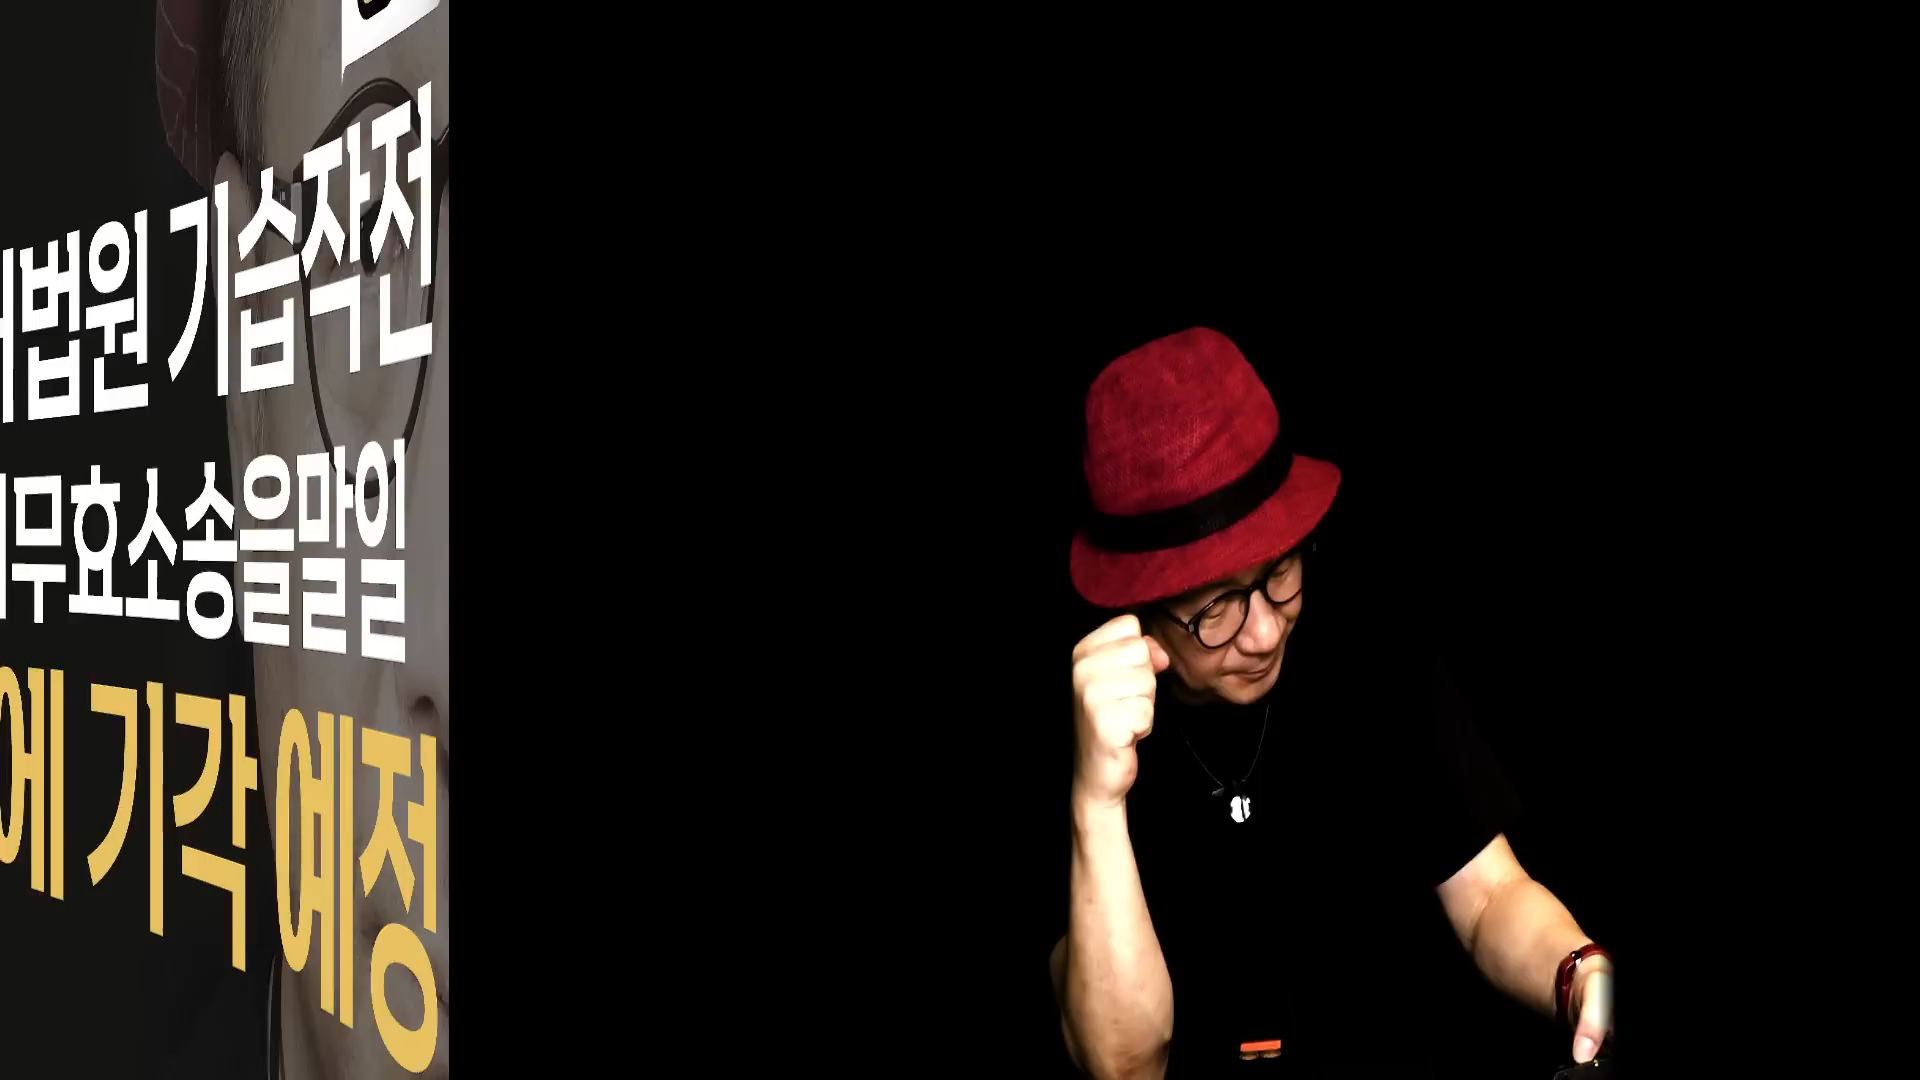 법원 기습작전
무효소송을말일
에 기각 예정